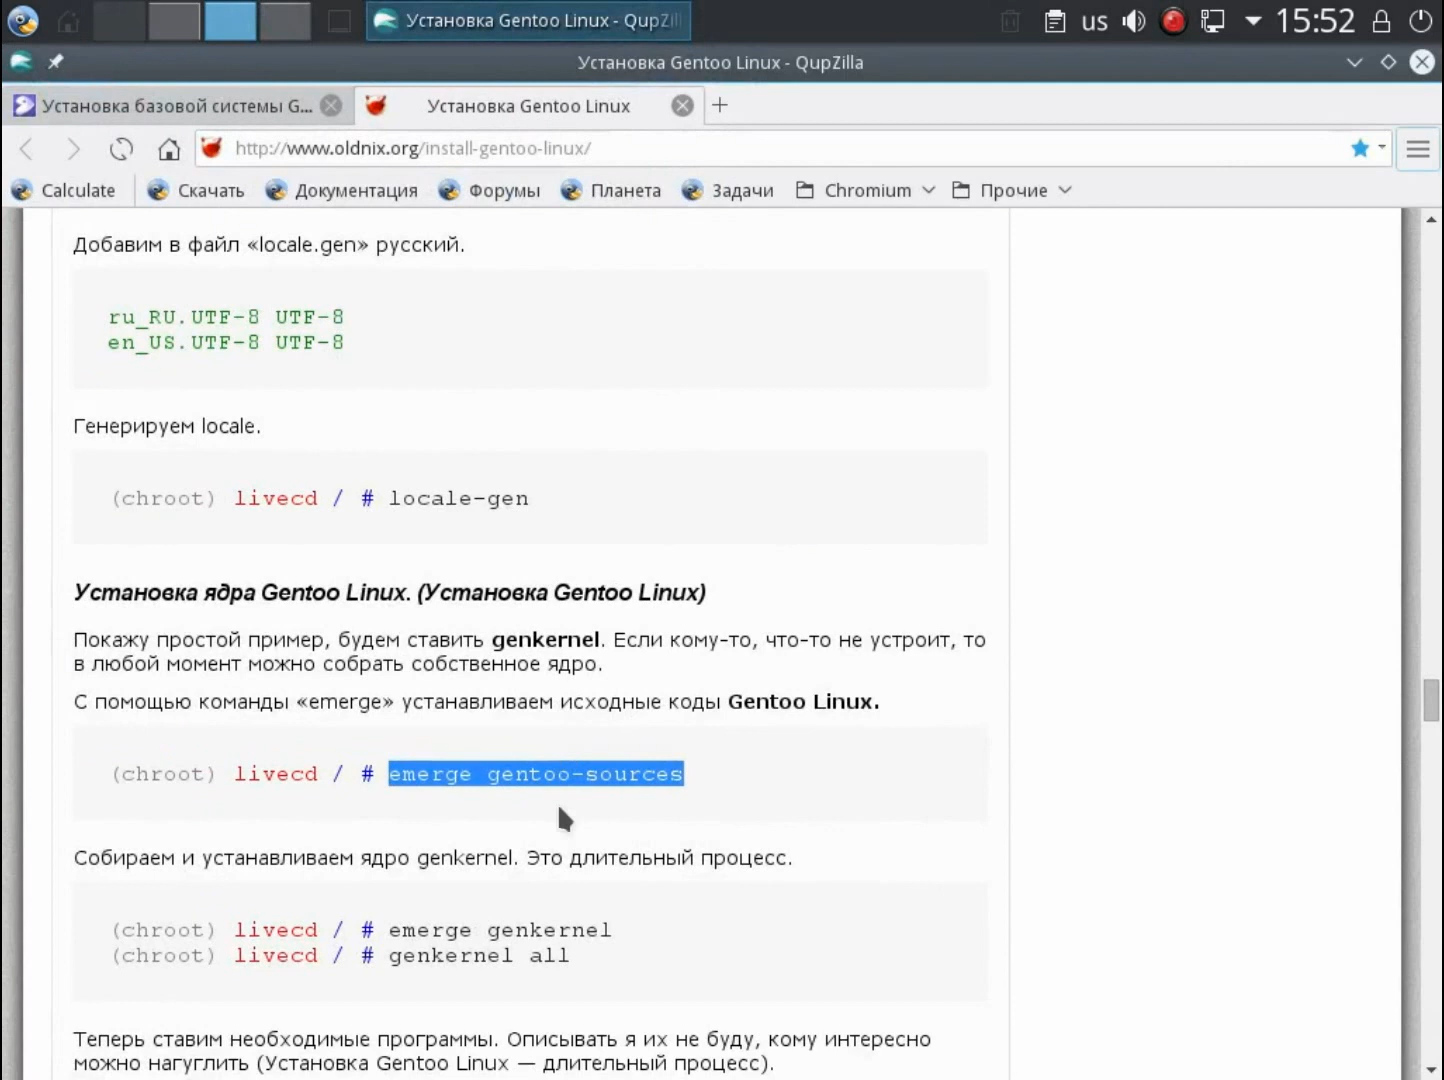 Установка Gentoo Linux - QupZil
us
15:52
Установка Gentoo Linux - QupZilla
Установка базовой системы G...
Установка Gentoo Linux
http://www.oldnix.org/install-gentoo-linux/
Calculate
Скачать
Документация
Форумы
Планета
Задачи
Chromium
Прочие
Добавим в файл «locale.gen» русский.
ru_RU.UTF-8 UTF-8
en_US.UTF-8 UTF-8
Генерируем locale.
(chroot) livecd / # locale-gen
Установка ядра Gentoo Linux. (Установка Gentoo Linux)
Покажу простой пример, будем ставить genkernel. Если кому-то, что-то не устроит, то
в любой момент можно собрать собственное ядро.
С помощью команды «emerge» устанавливаем исходные коды Gentoo Linux.
(chroot) livecd / # emerge gentoo-sources
Собираем и устанавливаем ядро genkernel. Это длительный процесс.
(chroot) livecd / # emerge genkernel
(chroot) livecd / # genkernel all
Теперь ставим необходимые программы. Описывать я их не буду, кому интересно
можно нагуглить (Установка Gentoo Linux — длительный процесс).